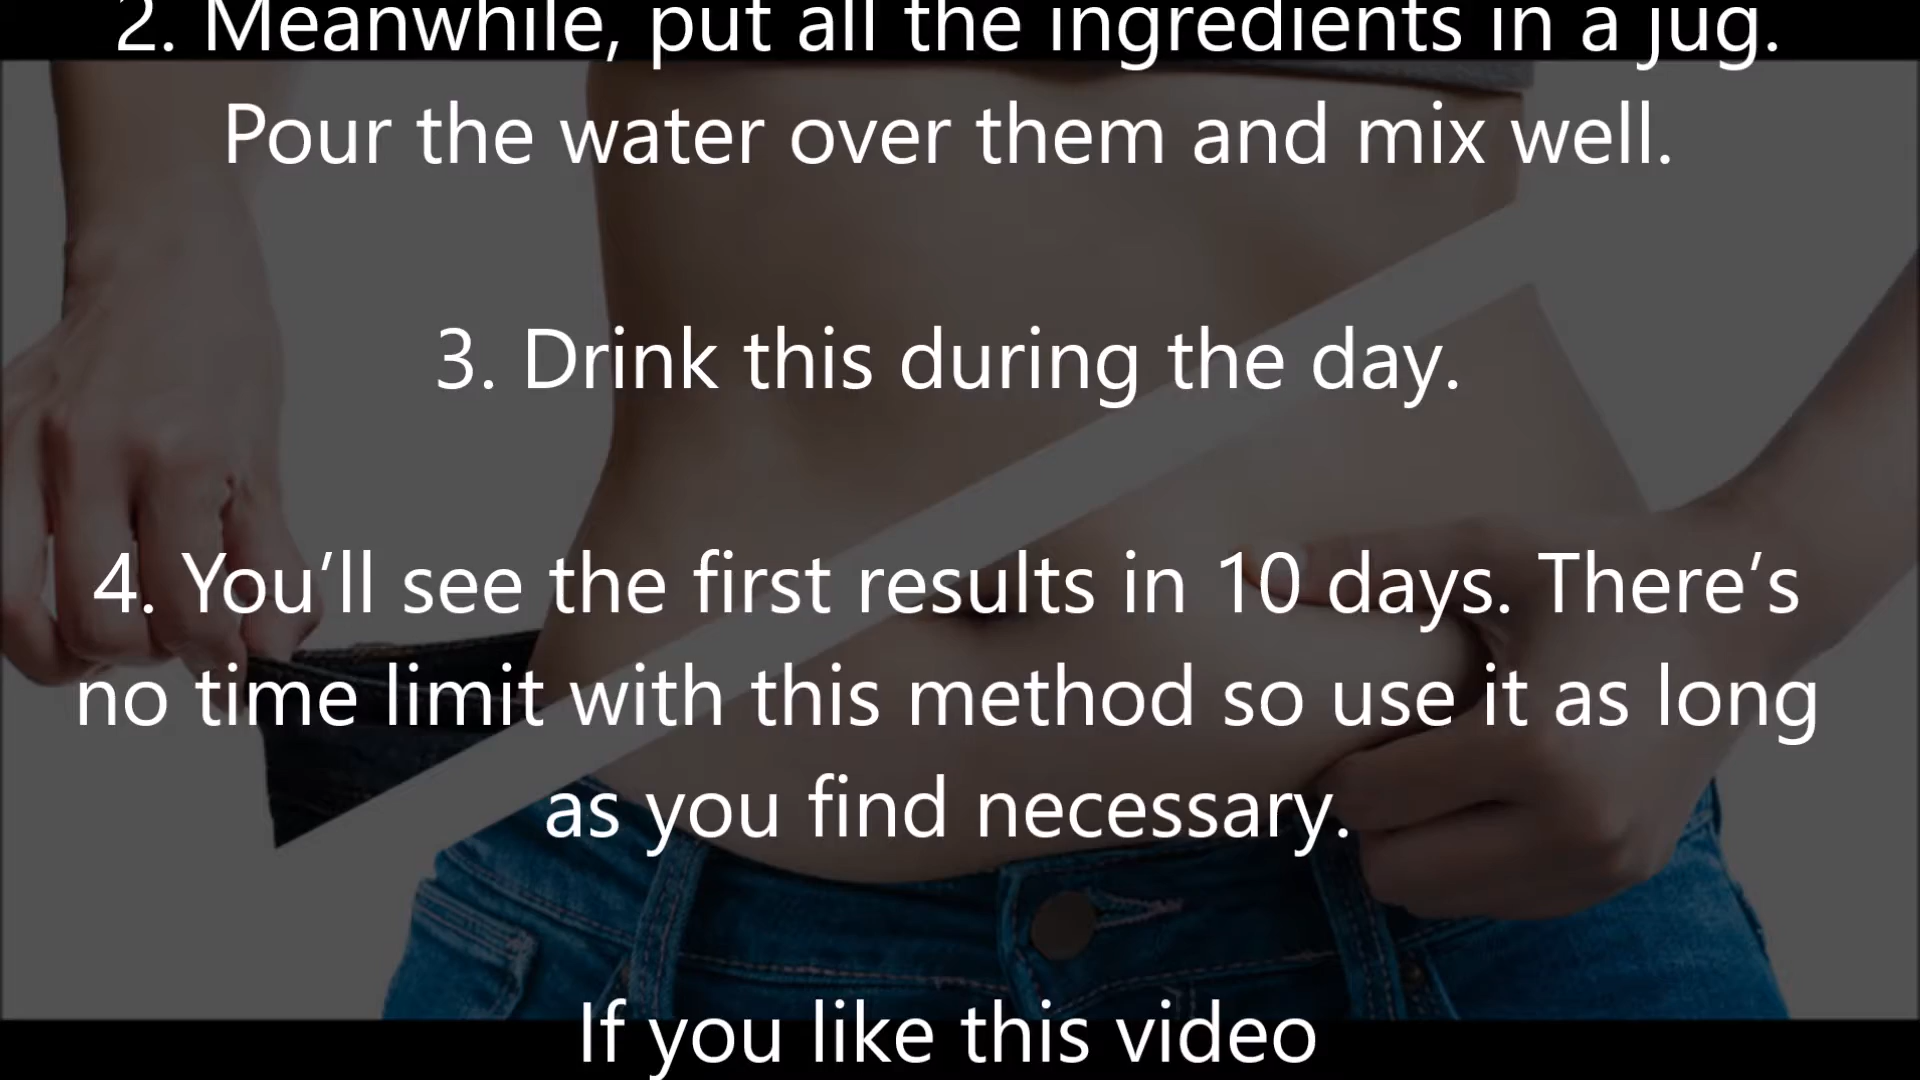 2. Meanwhile, put all the ingredients in a jug.
Pour the water over them and mix well.
3. Drink this during the day.
4. You’ll see the first results in 10 days. There’s
no time limit with this method so use it as long
as you find necessary.
If you like this video